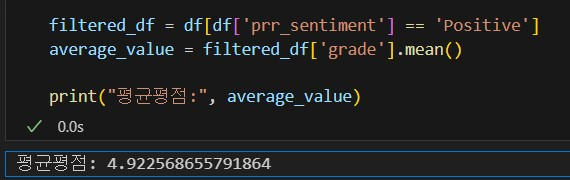 filtered_df = df[df['prr_sentiment'] == 'Positive']
average_value = filtered_df['grade'].mean()
print("평균평점:", average_value)
0.0s
평균평점: 4.922568655791864